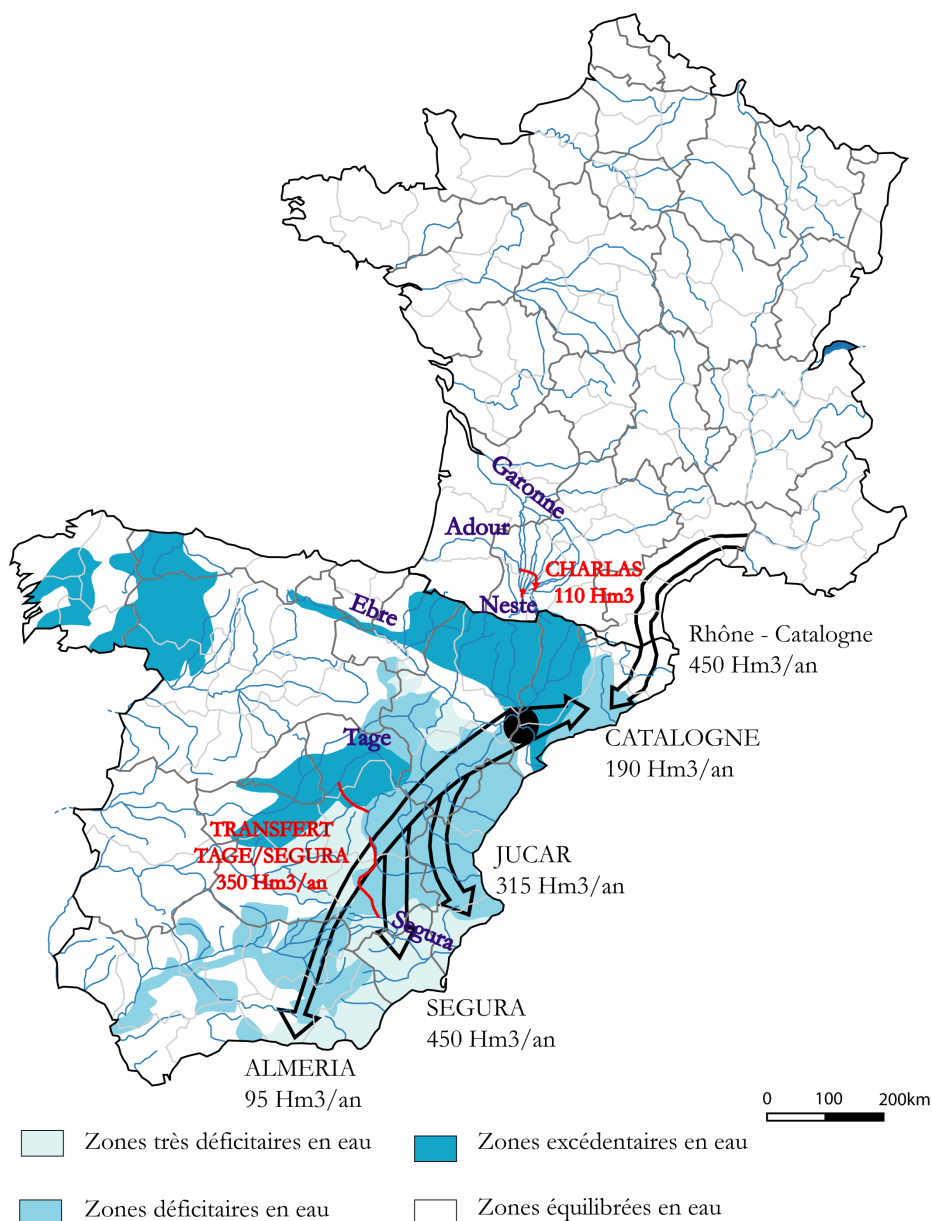 Garonne
Adour
CHARLAS
110 Hm3
Neste
Ebre
Rhône - Catalogne
450 Hm3/an
Tage
CATALOGNE
190 Hm3/an
TRANSFERT
TAGE/SEGURA
350 Hm3/an
JUCAR
315 Hm3/an
Segura
SEGURA
450 Hm3/an
ALMERIA
95 Hm3/an
0 100 200km
Zones très déficitaires en eau
Zones excédentaires en eau
Zones déficitaires en eau
Zones équilibrées en eau